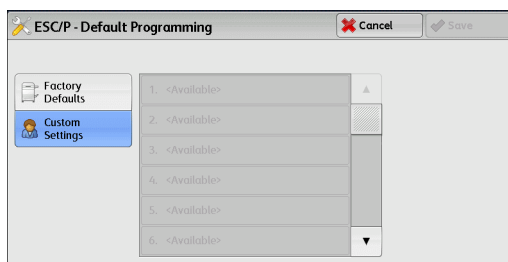 ESC/P - Default Programming
Cancel
Save
Factory
Defaults
Custom
Settings
1. <Available>
2. <Available>
3. <Available>
4. <Available>
5. <Available>
6. <Available>